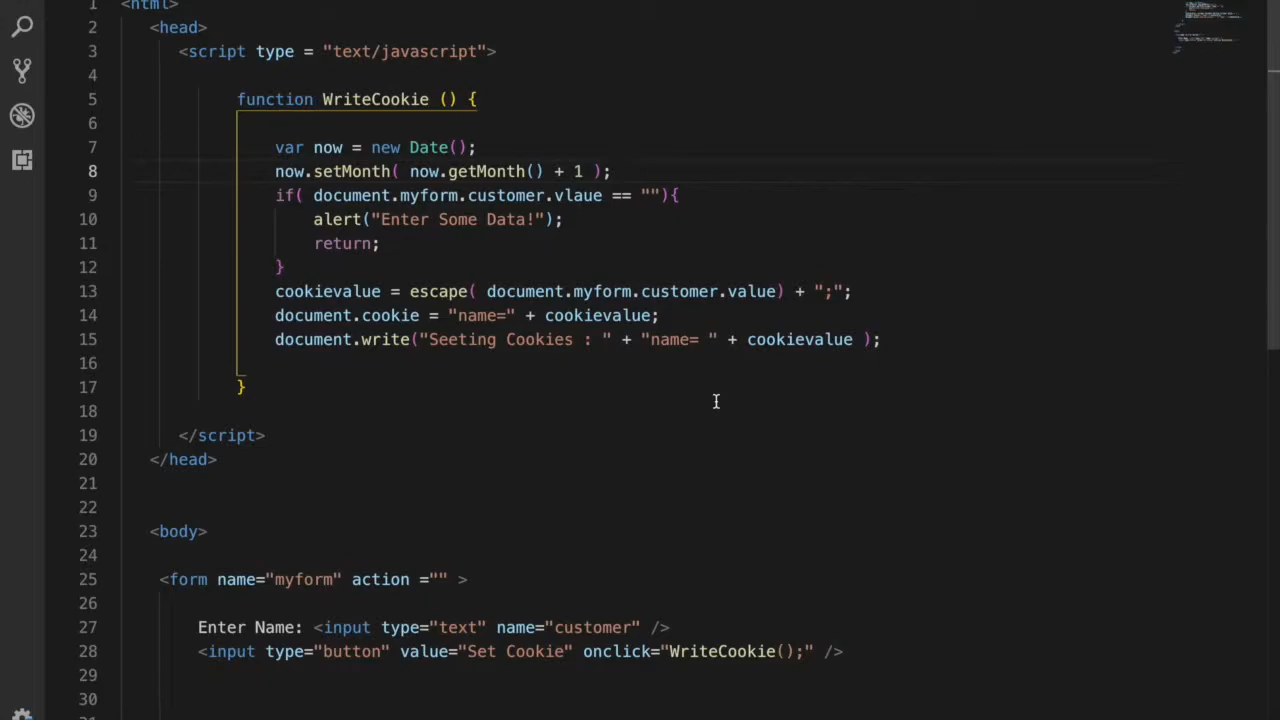 1 <html>
2 <head>
3 <script type = "text/javascript">
4
5 function WriteCookie () {
6
7 var now = new Date();
8 now.setMonth( now.getMonth() + 1 );
9 if( document.myform.customer.vlaue == ""){
10 alert("Enter Some Data!");
11 return;
12 }
13 cookievalue = escape( document.myform.customer.value) + ";";
14 document.cookie = "name=" + cookievalue;
15 document.write("Seeting Cookies : " + "name= " + cookievalue );
16
17 }
18
19 </script>
20 </head>
21
22
23 <body>
24
25 <form name="myform" action ="" >
26
27 Enter Name: <input type="text" name="customer" />
28 <input type="button" value="Set Cookie" onclick="WriteCookie();" />
29
30